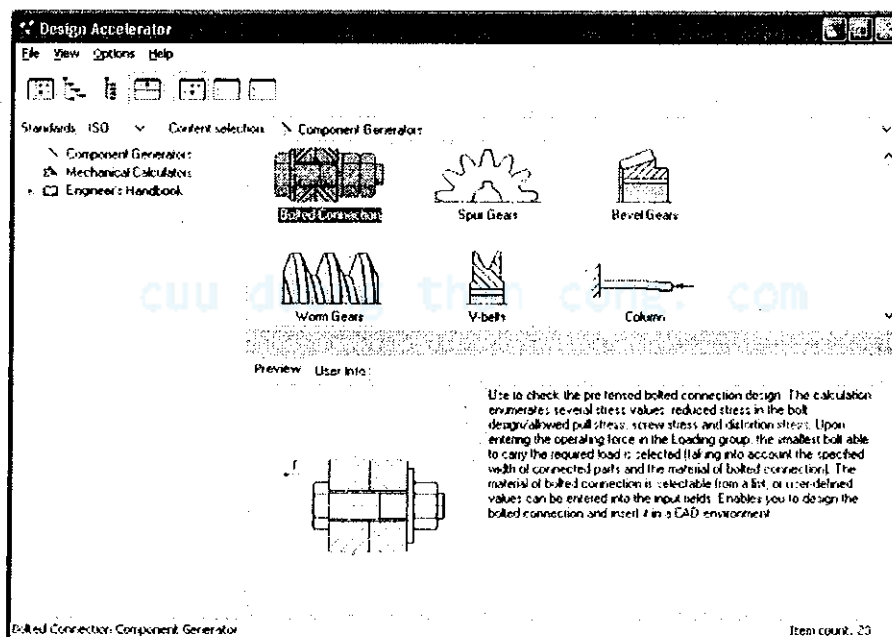 Design Accelerator
File View Options Help
Standards ISO Content selection: Component Generators
Component Generators
Mechanical Calculators
Engineer's Handbook
Bolted Connection
Spur Gears
Bevel Gears
Worm Gears
V-belts
Column
cuu duong than cong. com
Preview User Info
Use to check the pre tensed bolted connection design. The calculation
enumerates several stress values: reduced stress in the bolt
design/allowed pull stress, screw stress and distortion stress. Upon
entering the operating force in the Loading group, the smallest bolt able
to carry the required load is selected (taking into account the specified
width of connected parts and the material of bolted connection). The
material of bolted connection is selectable from a list, or user-defined
values can be entered into the input fields. Enables you to design the
bolted connection and insert it in a CAD environment
Bolted Connection Component Generator
Item count: 20